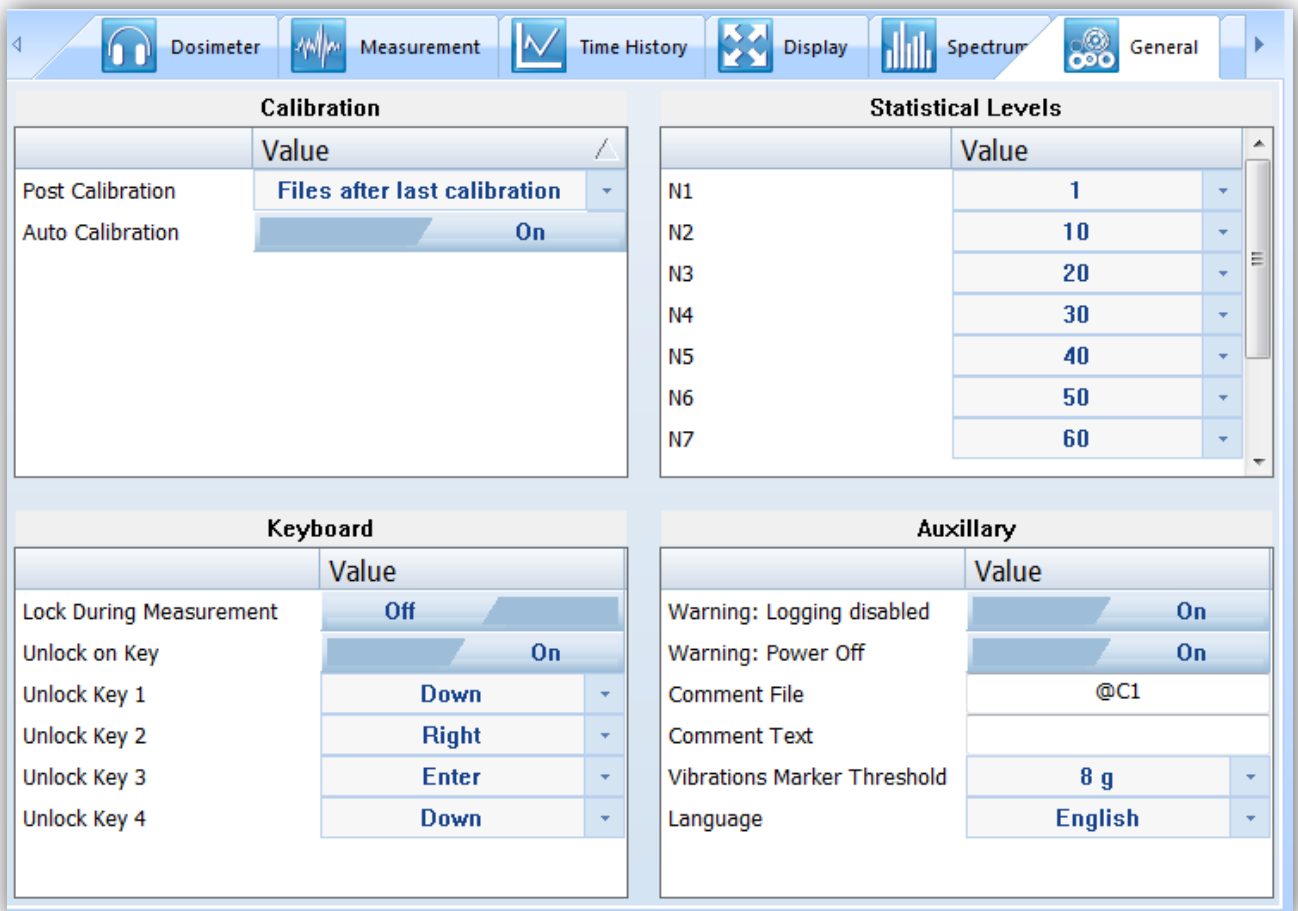 Dosimeter Measurement Time History Display Spectrum General
Calibration
Value
Post Calibration Files after last calibration
Auto Calibration On
Statistical Levels
Value
N1 1
N2 10
N3 20
N4 30
N5 40
N6 50
N7 60
Keyboard
Value
Lock During Measurement Off
Unlock on Key On
Unlock Key 1 Down
Unlock Key 2 Right
Unlock Key 3 Enter
Unlock Key 4 Down
Auxillary
Value
Warning: Logging disabled On
Warning: Power Off On
Comment File @C1
Comment Text
Vibrations Marker Threshold 8 g
Language English